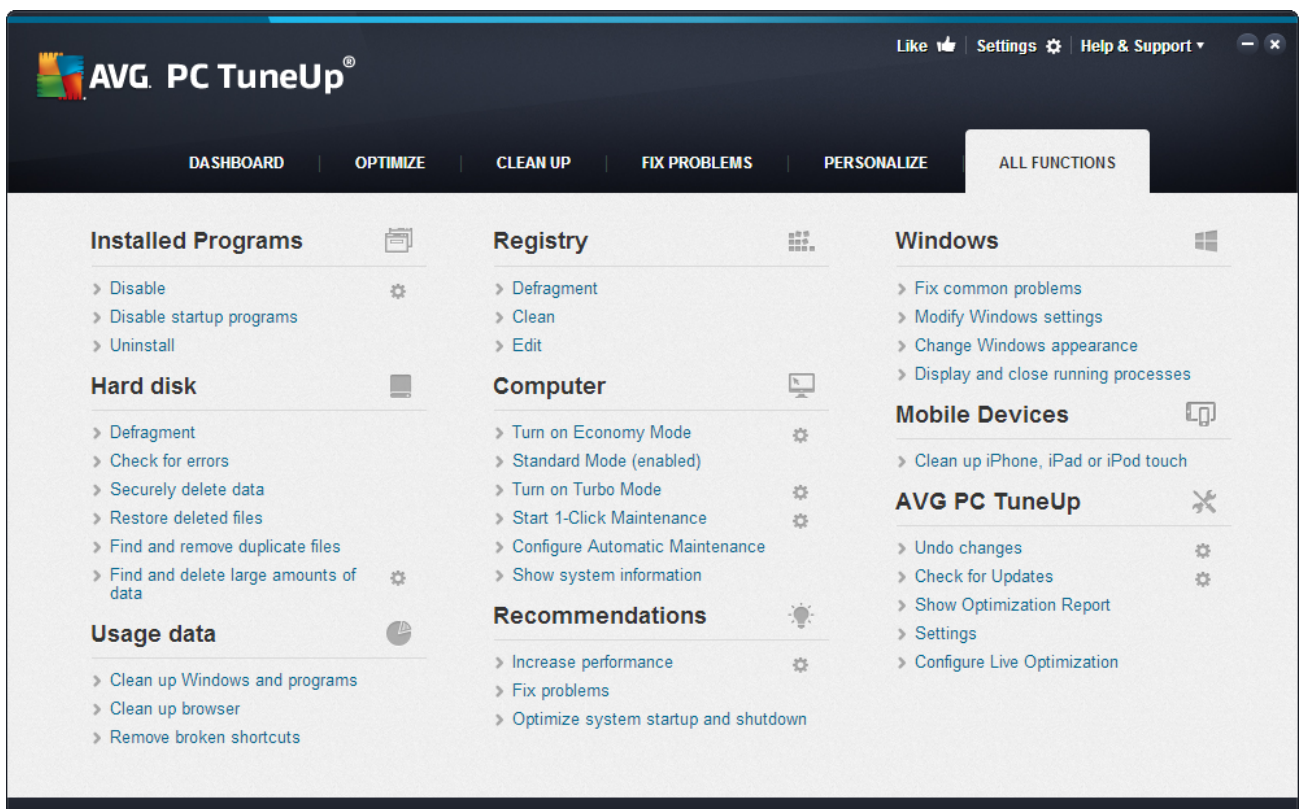 Like | Settings | Help & Support
AVG. PC TuneUp®
DASHBOARD | OPTIMIZE | CLEAN UP | FIX PROBLEMS | PERSONALIZE | ALL FUNCTIONS
Installed Programs
Disable
Disable startup programs
Uninstall
Hard disk
Defragment
Check for errors
Securely delete data
Restore deleted files
Find and remove duplicate files
Find and delete large amounts of
data
Usage data
Clean up Windows and programs
Clean up browser
Remove broken shortcuts
Registry
Defragment
Clean
Edit
Computer
Turn on Economy Mode
Standard Mode (enabled)
Turn on Turbo Mode
Start 1-Click Maintenance
Configure Automatic Maintenance
Show system information
Recommendations
Increase performance
Fix problems
Optimize system startup and shutdown
Windows
Fix common problems
Modify Windows settings
Change Windows appearance
Display and close running processes
Mobile Devices
Clean up iPhone, iPad or iPod touch
AVG PC TuneUp
Undo changes
Check for Updates
Show Optimization Report
Settings
Configure Live Optimization